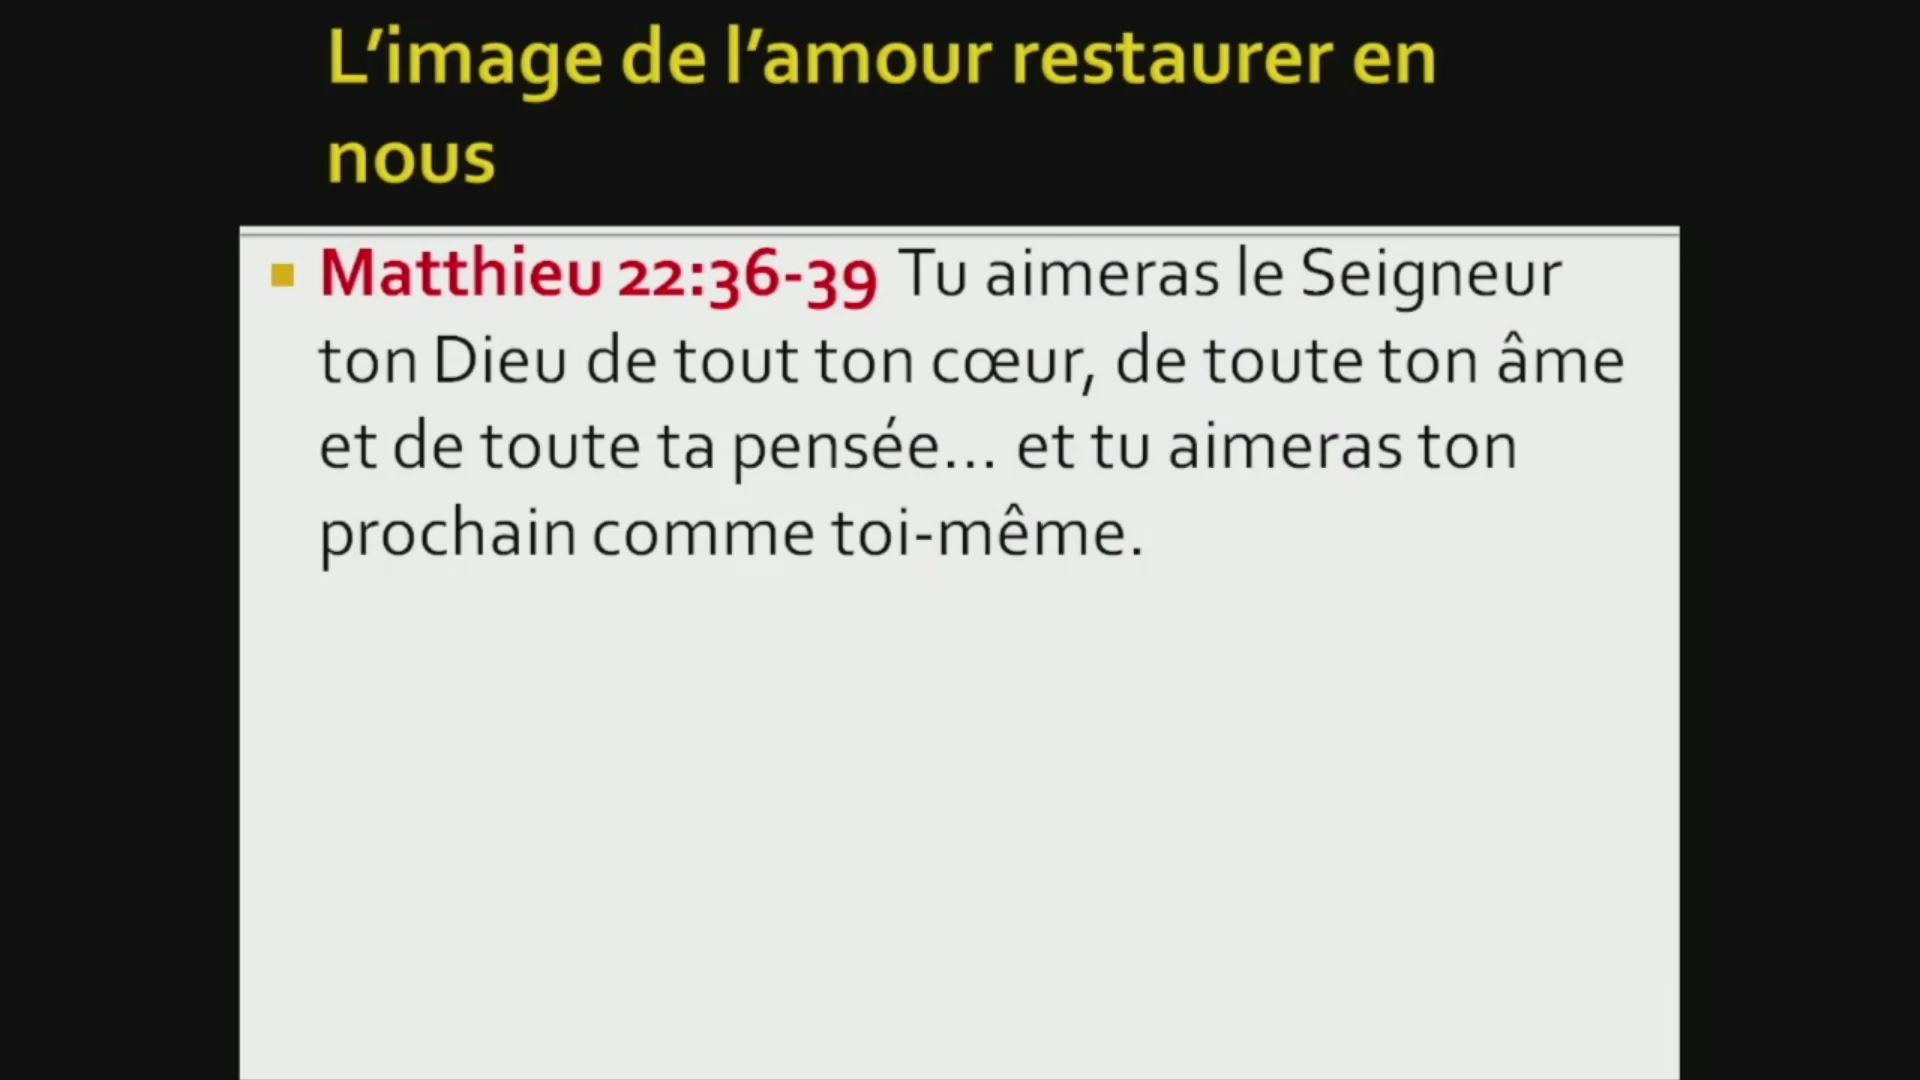 L’image de l’amour restaurer en
nous
Matthieu 22:36-39 Tu aimeras le Seigneur
ton Dieu de tout ton cœur, de toute ton âme
et de toute ta pensée... et tu aimeras ton
prochain comme toi-même.